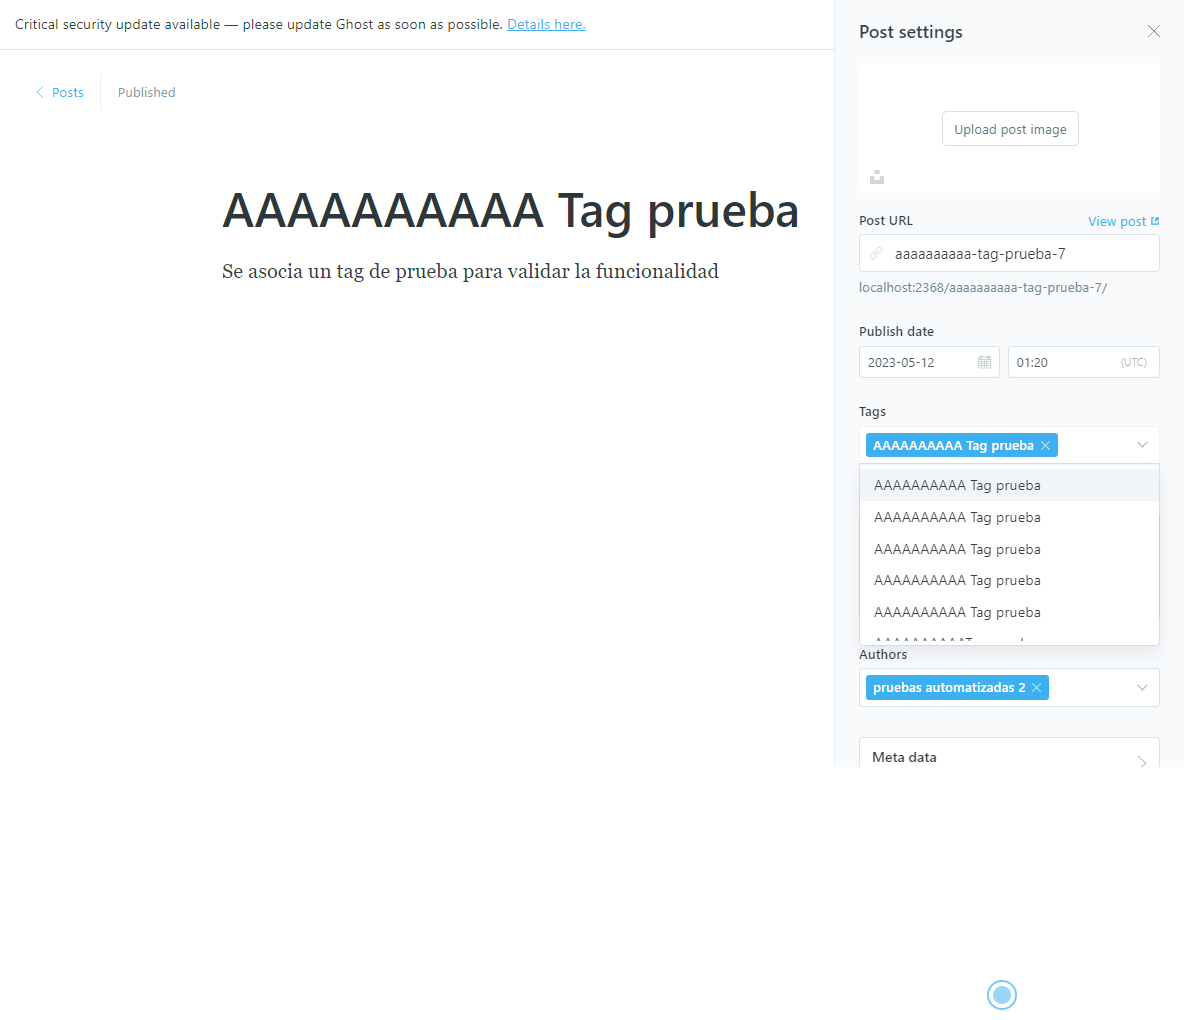 Critical security update available — please update Ghost as soon as possible. Details here.
Posts
Published
AAAAAAAAAA Tag prueba
Se asocia un tag de prueba para validar la funcionalidad
Post settings
Upload post image
Post URL
View post
aaaaaaaaaa-tag-prueba-7
localhost:2368/aaaaaaaaaa-tag-prueba-7/
Publish date
2023-05-12
01:20
(UTC)
Tags
AAAAAAAAAA Tag prueba
AAAAAAAAAA Tag prueba
AAAAAAAAAA Tag prueba
AAAAAAAAAA Tag prueba
AAAAAAAAAA Tag prueba
AAAAAAAAAA Tag prueba
Authors
pruebas automatizadas 2
Meta data